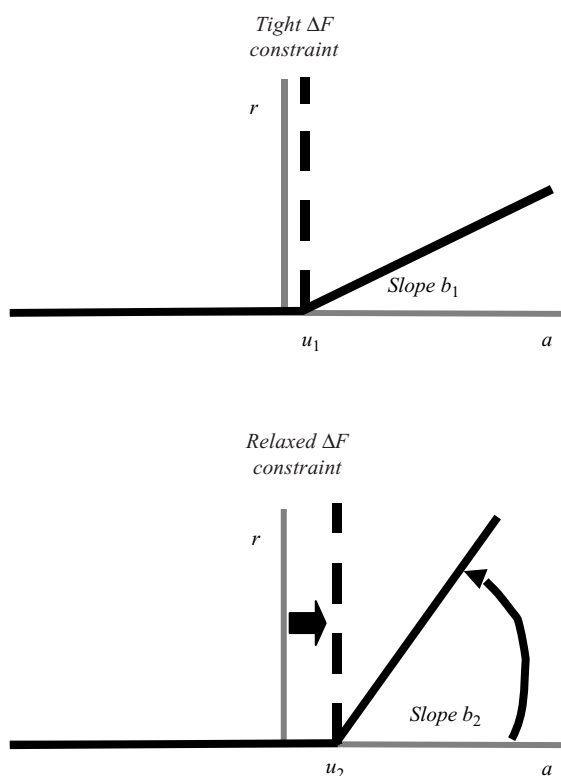 Tight ΔF
constraint
r
Slope b1
u1
a
Relaxed ΔF
constraint
r
Slope b2
u2
a